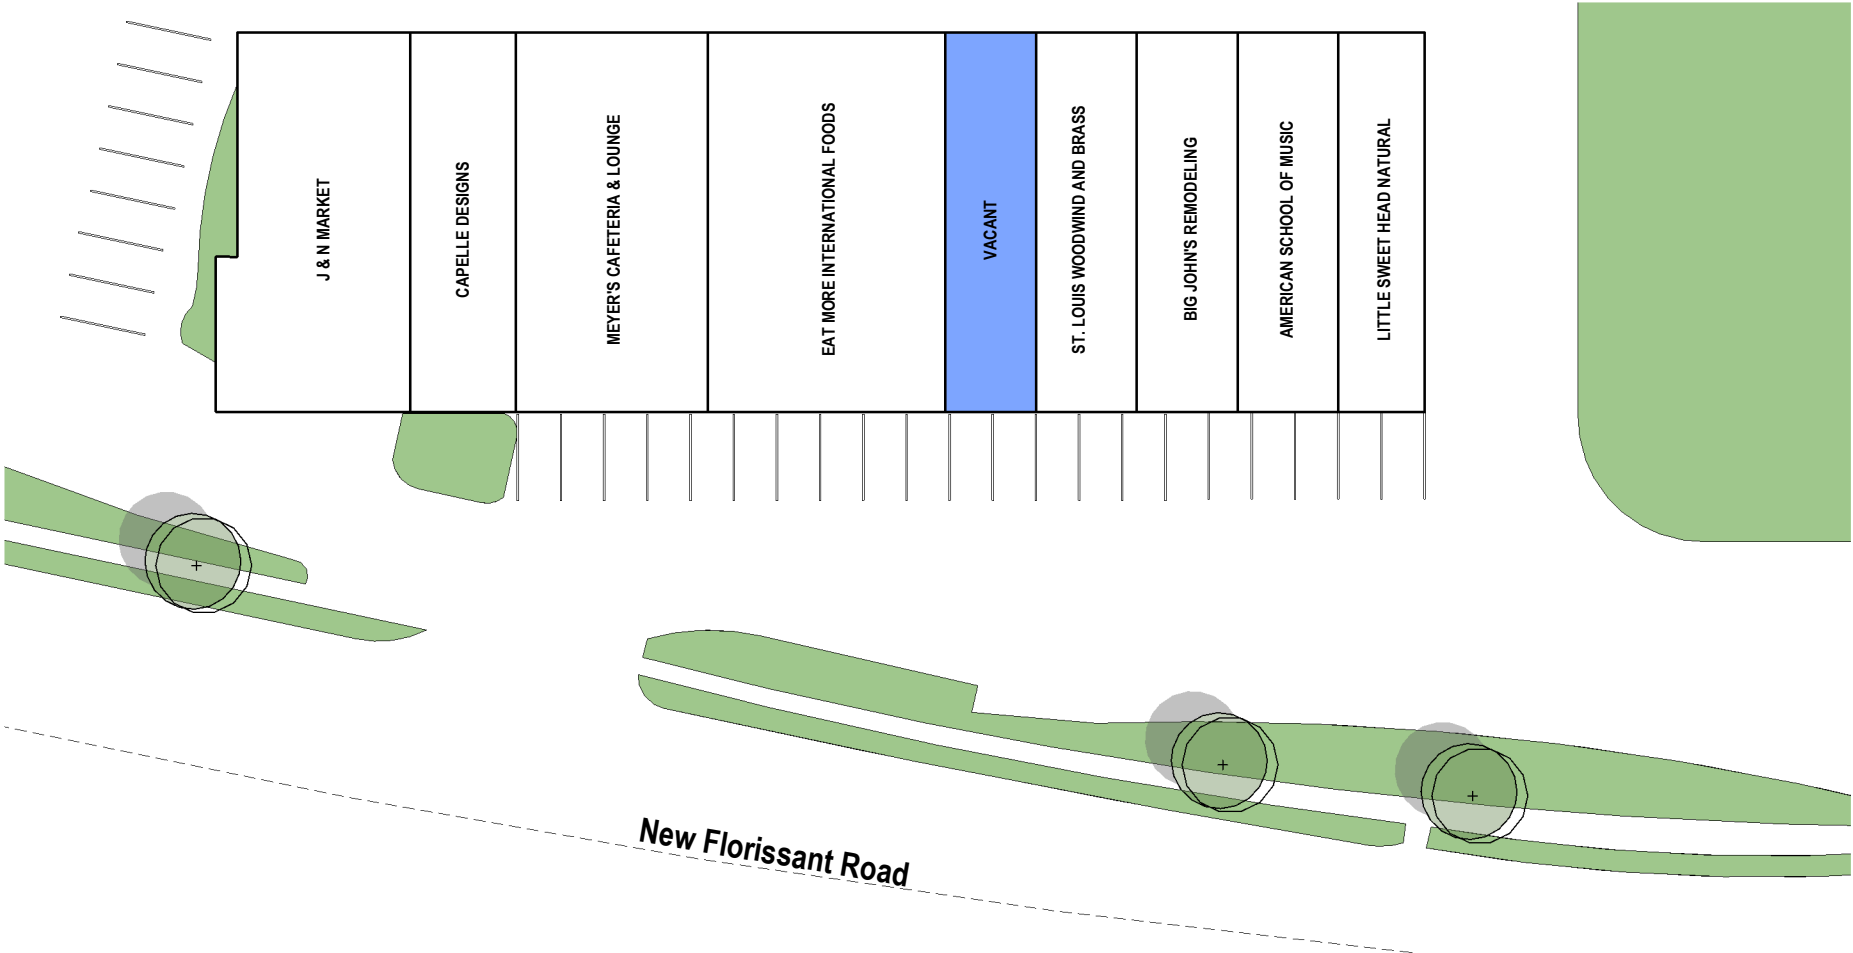 J & N MARKET
CAPELLE DESIGNS
MEYER'S CAFETERIA & LOUNGE
EAT MORE INTERNATIONAL FOODS
VACANT
ST. LOUIS WOODWIND AND BRASS
BIG JOHN'S REMODELING
AMERICAN SCHOOL OF MUSIC
LITTLE SWEET HEAD NATURAL
New Florissant Road